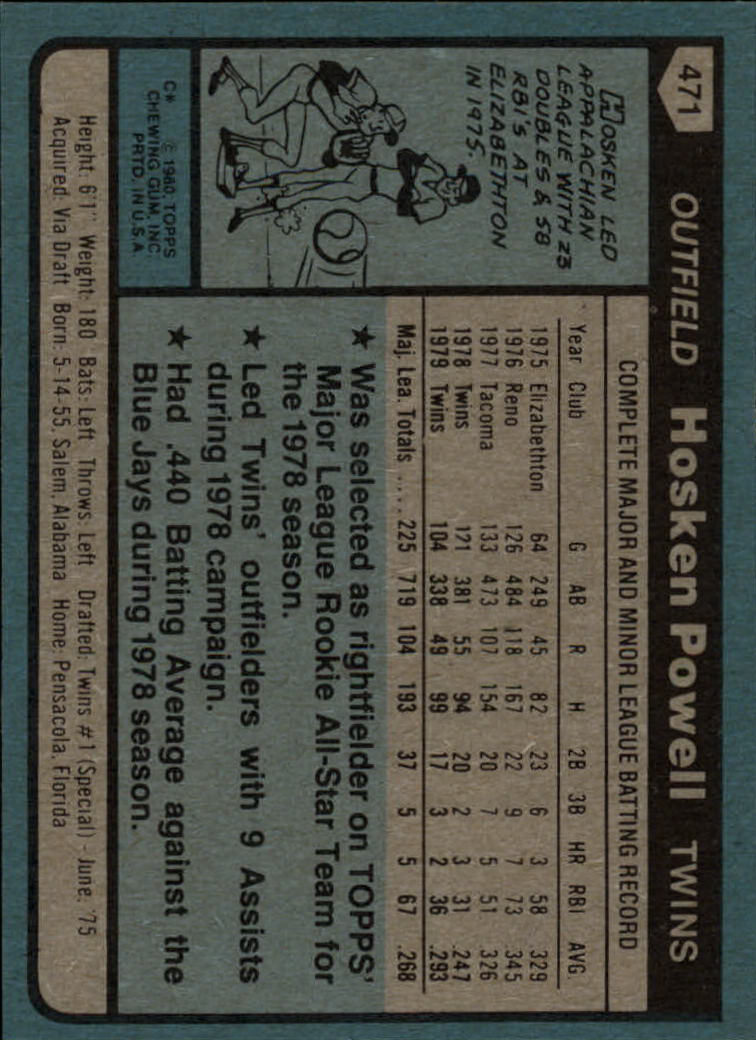 471 OUTFIELD Hosken Powell TWINS
HOSKEN LED
APPALACHIAN
LEAGUE WITH 23
DOUBLES & 58
RBI'S AT
ELIZABETHTON
IN 1975.
C* © 1980, TOPPS
CHEWING GUM, INC.
PRTD. IN U.S.A.
COMPLETE MAJOR AND MINOR LEAGUE BATTING RECORD
Year Club G AB R H 2B 3B HR RBI AVG.
1975 Elizabethton 64 249 45 82 23 6 3 58 .329
1976 Reno 126 484 118 167 22 9 7 73 .345
1977 Tacoma 133 473 107 154 20 7 5 51 .326
1978 Twins 121 381 55 94 20 2 3 31 .247
1979 Twins 104 338 49 99 17 3 2 36 .293
Maj. Lea. Totals .... 225 719 104 193 37 5 5 67 .268
★ Was selected as rightfielder on TOPPS'
Major League Rookie All-Star Team for
the 1978 season.
★ Led Twins' outfielders with 9 Assists
during 1978 campaign.
★ Had .440 Batting Average against the
Blue Jays during 1978 season.
Height: 6'1" Weight: 180 Bats: Left Throws: Left Drafted: Twins #1 (Special) - June, '75
Acquired: Via Draft Born: 5-14-55, Salem, Alabama Home: Pensacola, Florida